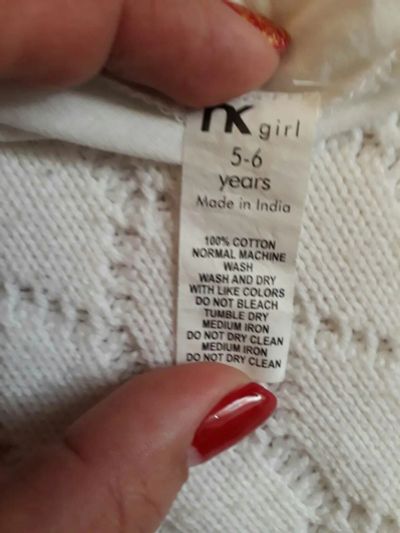 nk girl
5-6
years
Made in India
100% COTTON
NORMAL MACHINE
WASH
WASH AND DRY
WITH LIKE COLORS
DO NOT BLEACH
TUMBLE DRY
MEDIUM IRON
DO NOT DRY CLEAN
MEDIUM IRON
DO NOT DRY CLEAN